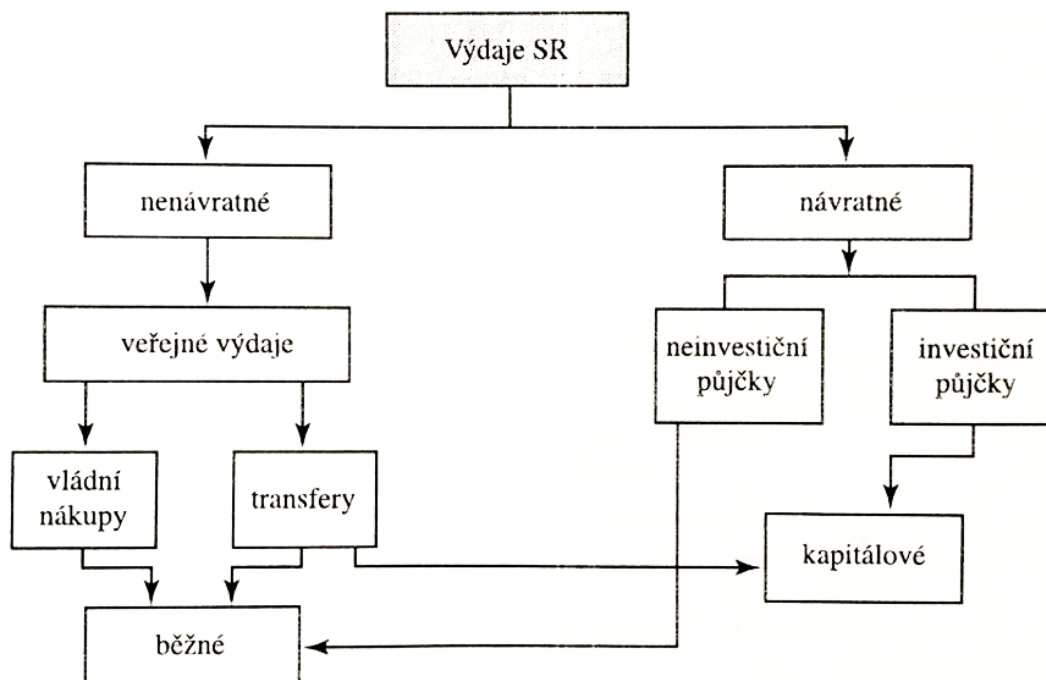 Výdaje SR
nenávratné
návratné
veřejné výdaje
neinvestiční
půjčky
investiční
půjčky
vládní
nákupy
transfery
kapitálové
běžné